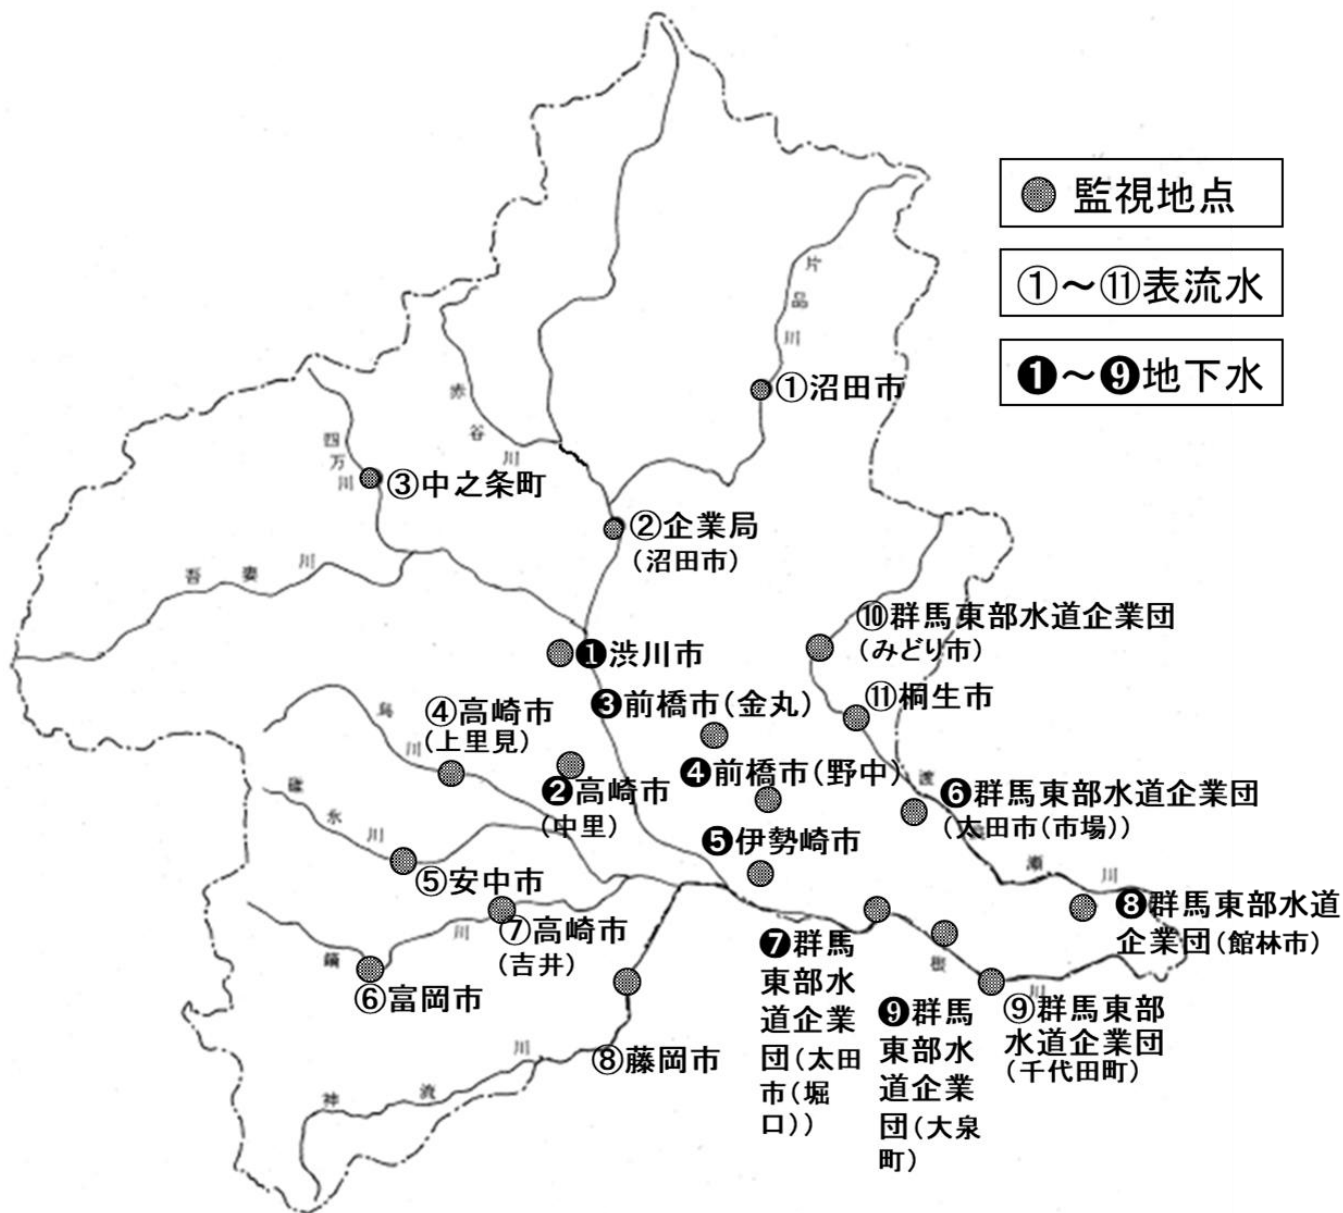 監視地点
①～⑪表流水
❶～❾地下水
片品川
①沼田市
赤谷川
四万川
③中之条町
②企業局
(沼田市)
吾妻川
⑩群馬東部水道企業団
(みどり市)
❶渋川市
⑪桐生市
❸前橋市(金丸)
④高崎市
(上里見)
烏川
❹前橋市(野中)
❷高崎市
(中里)
碓氷川
渡
瀬川
❻群馬東部水道企業団
(太田市(市場))
❺伊勢崎市
⑤安中市
❽群馬東部水道
企業団(館林市)
⑦高崎市
(吉井)
鏑川
⑥富岡市
❼群馬
東部水
道企業
団(太田
市(堀
口))
根川
❾群馬
東部水
道企業
団(大泉
町)
⑨群馬東部
水道企業団
(千代田町)
⑧藤岡市
神流川